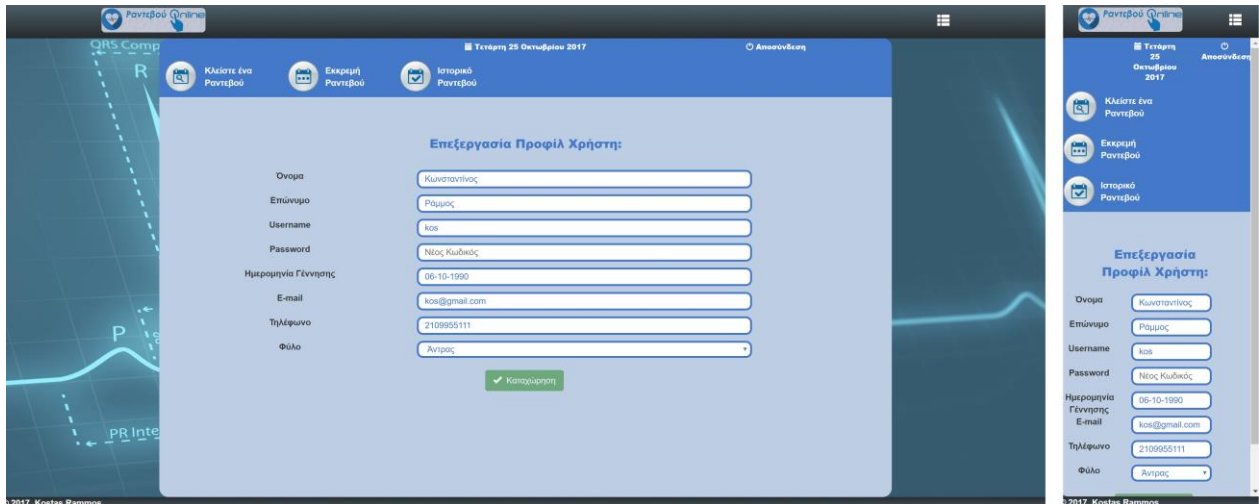 Ραντεβού Online
QRS Comp
R
P
PR Inte
Τετάρτη 25 Οκτωβρίου 2017
Αποσύνδεση
Κλείστε ένα
Ραντεβού
Εκκρεμή
Ραντεβού
Ιστορικό
Ραντεβού
Επεξεργασία Προφίλ Χρήστη:
Όνομα Κωνσταντίνος
Επώνυμο Ράμμος
Username kos
Password Νέος Κωδικός
Ημερομηνία Γέννησης 06-10-1990
E-mail kos@gmail.com
Τηλέφωνο 2109955111
Φύλο Άντρας
Καταχώρηση
© 2017, Kostas Rammos
Ραντεβού Online
Τετάρτη
25
Οκτωβρίου
2017
Αποσύνδεση
Κλείστε ένα
Ραντεβού
Εκκρεμή
Ραντεβού
Ιστορικό
Ραντεβού
Επεξεργασία
Προφίλ Χρήστη:
Όνομα Κωνσταντίνος
Επώνυμο Ράμμος
Username kos
Password Νέος Κωδικός
Ημερομηνία 06-10-1990
Γέννησης
E-mail kos@gmail.com
Τηλέφωνο 2109955111
Φύλο Άντρας
© 2017, Kostas Rammos